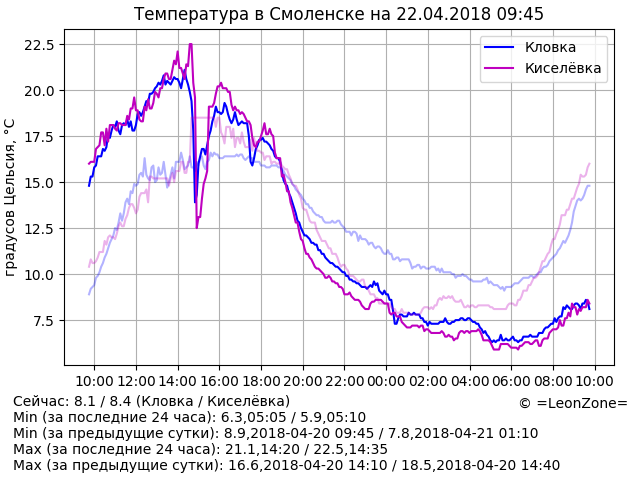 Температура в Смоленске на 22.04.2018 09:45
Кловка
Киселёвка
градусов Цельсия, °C
22.5
20.0
17.5
15.0
12.5
10.0
7.5
10:00 12:00 14:00 16:00 18:00 20:00 22:00 00:00 02:00 04:00 06:00 08:00 10:00
Сейчас: 8.1 / 8.4 (Кловка / Киселёвка)
© =LeonZone=
Min (за последние 24 часа): 6.3,05:05 / 5.9,05:10
Min (за предыдущие сутки): 8.9,2018-04-20 09:45 / 7.8,2018-04-21 01:10
Max (за последние 24 часа): 21.1,14:20 / 22.5,14:35
Max (за предыдущие сутки): 16.6,2018-04-20 14:10 / 18.5,2018-04-20 14:40